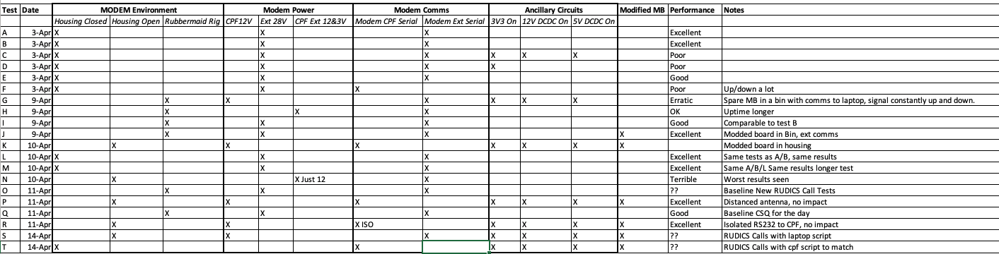 Test Date MODEM Environment Modem Power Modem Comms Ancillary Circuits Modified MB Performance Notes
Housing Closed Housing Open Rubbermaid Rig CPF12V Ext 28V CPF Ext 12&3V Modem CPF Serial Modem Ext Serial 3V3 On 12V DCDC On 5V DCDC On
A 3-Apr X X X Excellent
B 3-Apr X X X Excellent
C 3-Apr X X X X X X Poor
D 3-Apr X X X X Poor
E 3-Apr X X X Good
F 3-Apr X X X Poor Up/down a lot
G 9-Apr X X X X X X Erratic Spare MB in a bin with comms to laptop, signal constantly up and down.
H 9-Apr X X X OK Uptime longer
I 9-Apr X X X Good Comparable to test B
J 9-Apr X X X X Excellent Modded board in Bin, ext comms
K 10-Apr X X X X X X X Modded board in housing
L 10-Apr X X X Excellent Same tests as A/B, same results
M 10-Apr X X X Excellent Same A/B/L Same results longer test
N 10-Apr X X Just 12 X Terrible Worst results seen
O 11-Apr X X X ?? Baseline New RUDICS Call Tests
P 11-Apr X X X X X X X Excellent Distanced antenna, no impact
Q 11-Apr X X X Good Baseline CSQ for the day
R 11-Apr X X X ISO X X X X Excellent Isolated RS232 to CPF, no impact
S 14-Apr X X X X X X X ?? RUDICS Calls with laptop script
T 14-Apr X X X X X X ?? RUDICS Calls with cpf script to match